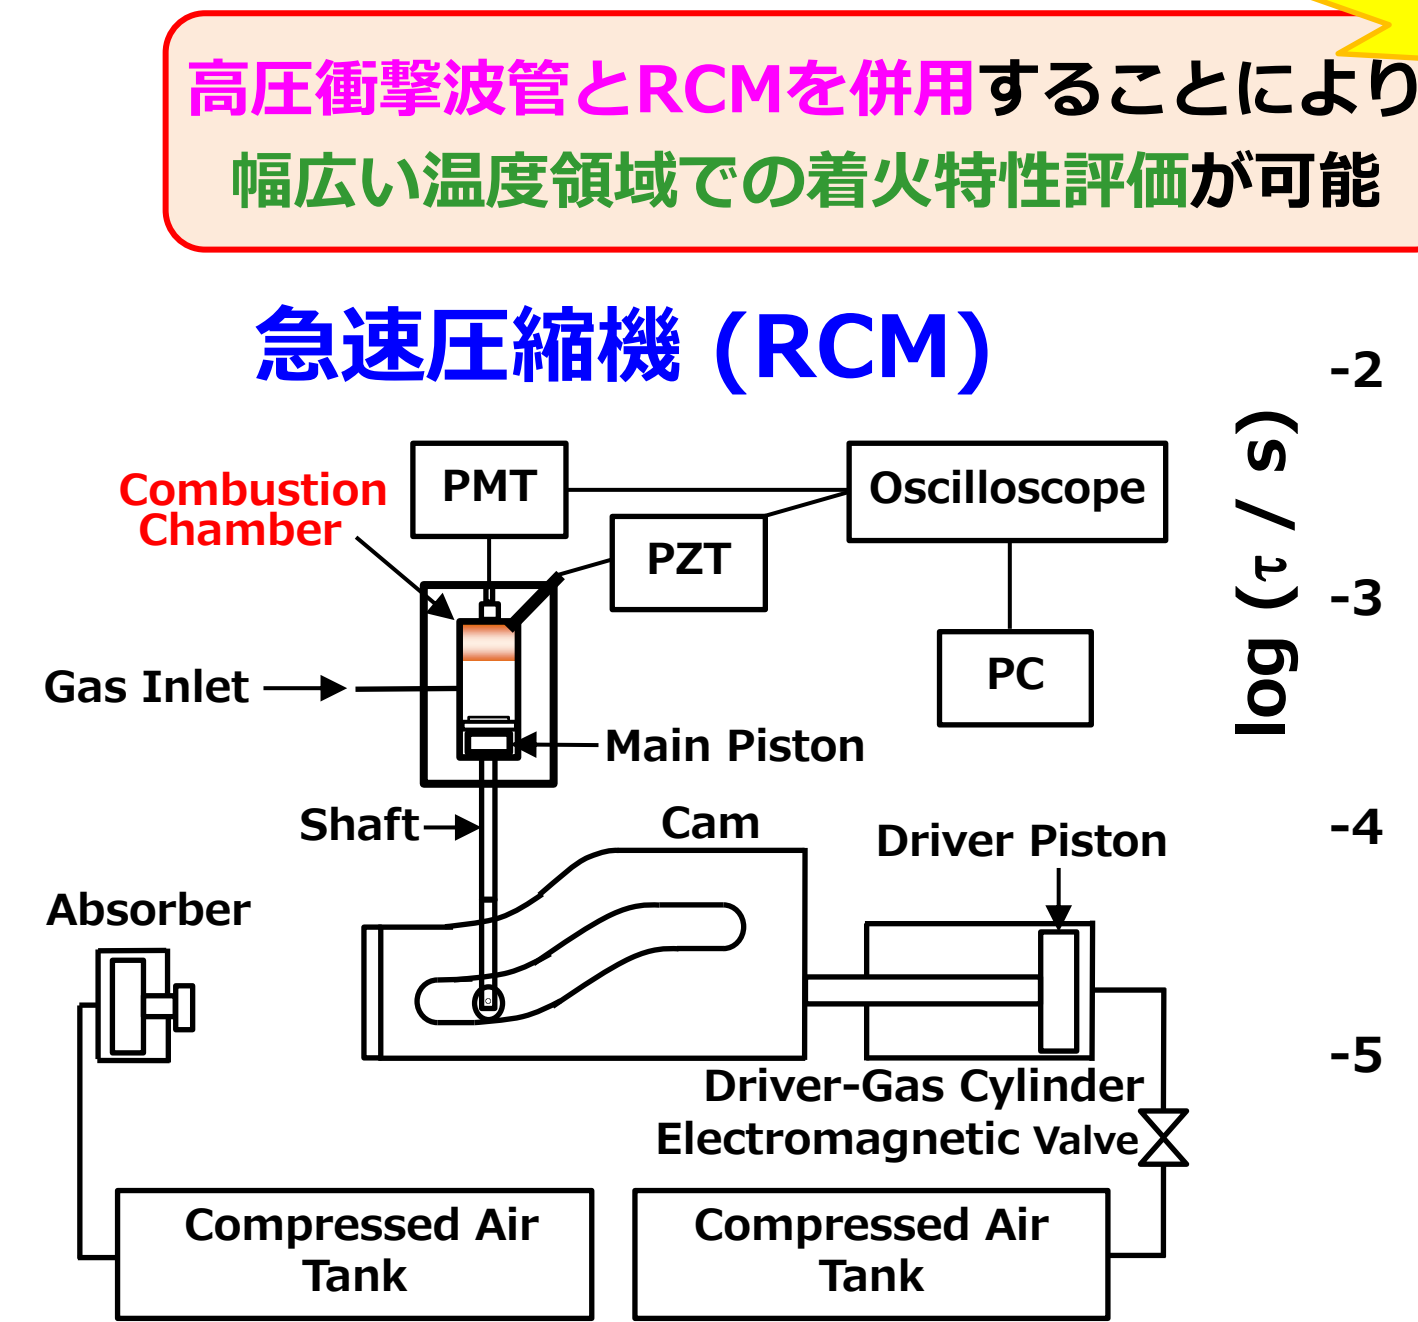 高圧衝撃波管とRCMを併用することにより
幅広い温度領域での着火特性評価が可能
急速圧縮機 (RCM)
Combustion
Chamber
PMT
Oscilloscope
PZT
PC
Gas Inlet
Main Piston
Shaft
Cam
Driver Piston
Absorber
Driver-Gas Cylinder
Electromagnetic Valve
Compressed Air
Tank
Compressed Air
Tank
log (τ / s)
-2
-3
-4
-5